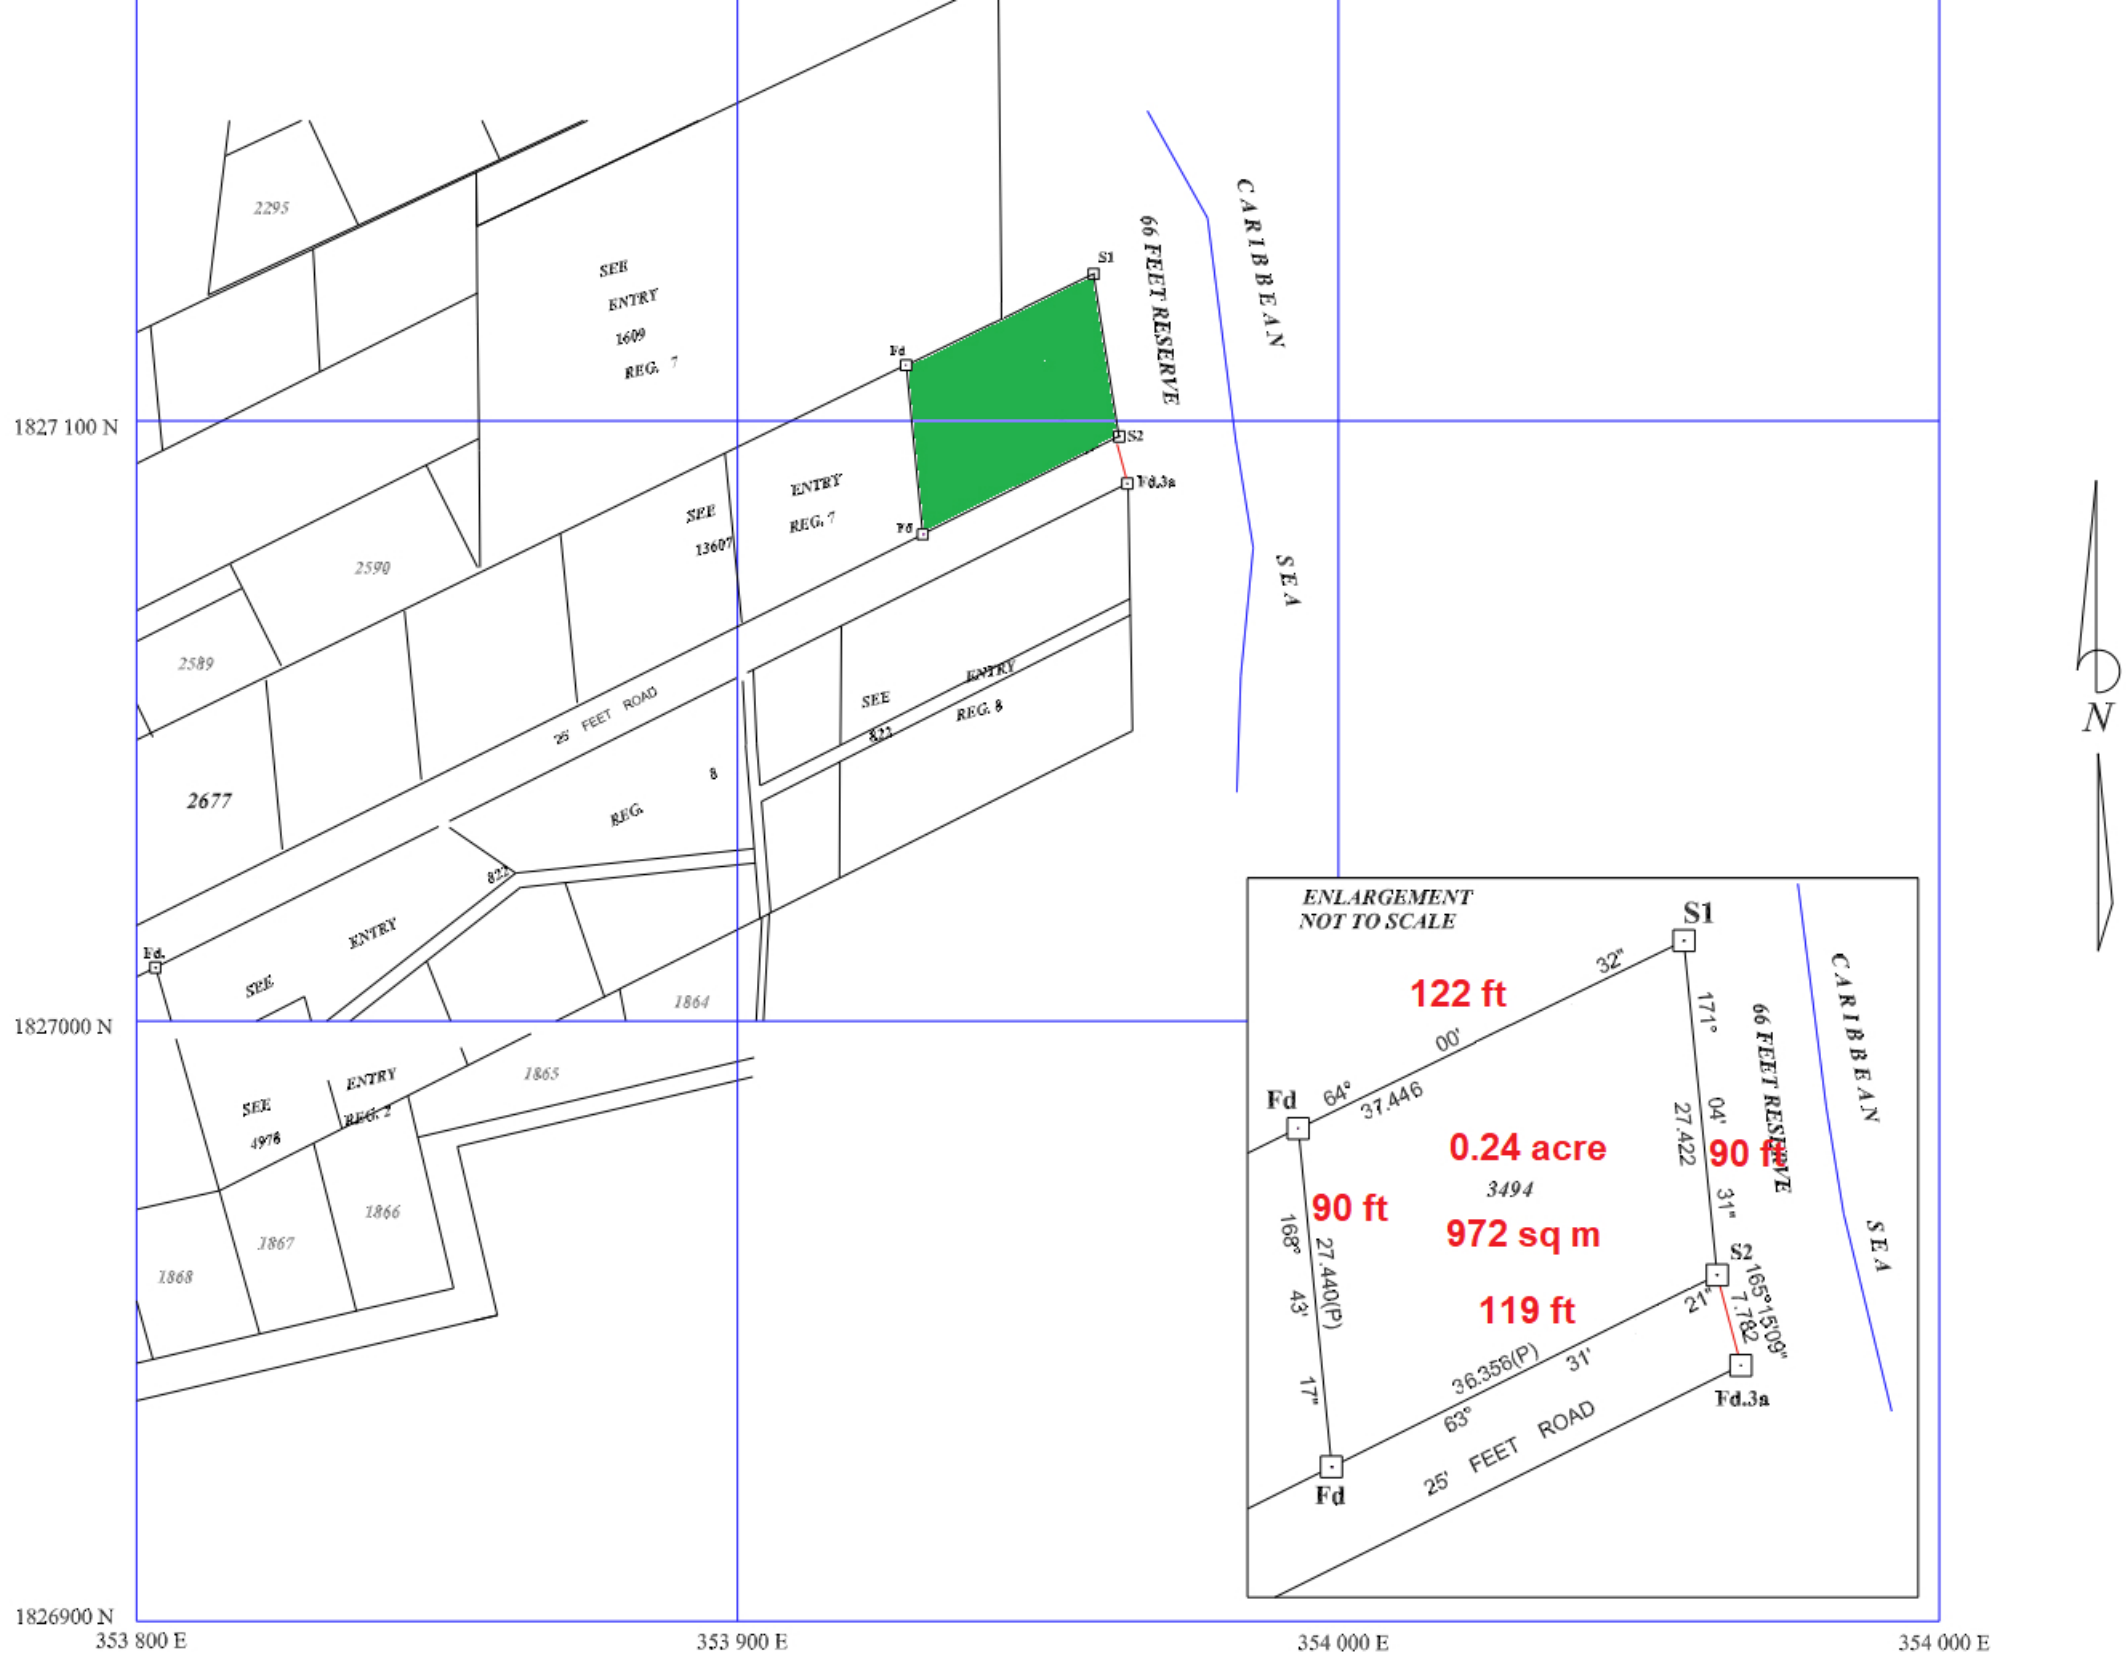 2295
SEE
ENTRY
1609
REG. 7
CARIBBEAN
SEA
66 FEET RESERVE
S1
Fd
S2
Fd.3a
Fd
1827 100 N
SEE
13607
ENTRY
REG. 7
2590
2589
25' FEET ROAD
2677
SEE
822
ENTRY
REG. 8
REG.
8
822
ENTRY
SEE
Fd.
1864
N
1827000 N
1865
SEE
4978
ENTRY
REG. 2
1866
1867
1868
ENLARGEMENT
NOT TO SCALE
S1
32"
122 ft
00'
64°
37.446
Fd
171°
04'
31"
27.422
90 ft
66 FEET RESERVE
CARIBBEAN
SEA
0.24 acre
3494
972 sq m
90 ft
168°
43'
17"
27.440(P)
119 ft
S2
21"
165°15'09"
7.782
36.356(P)
31'
63°
Fd.3a
25' FEET ROAD
Fd
1826900 N
353 800 E
353 900 E
354 000 E
354 000 E